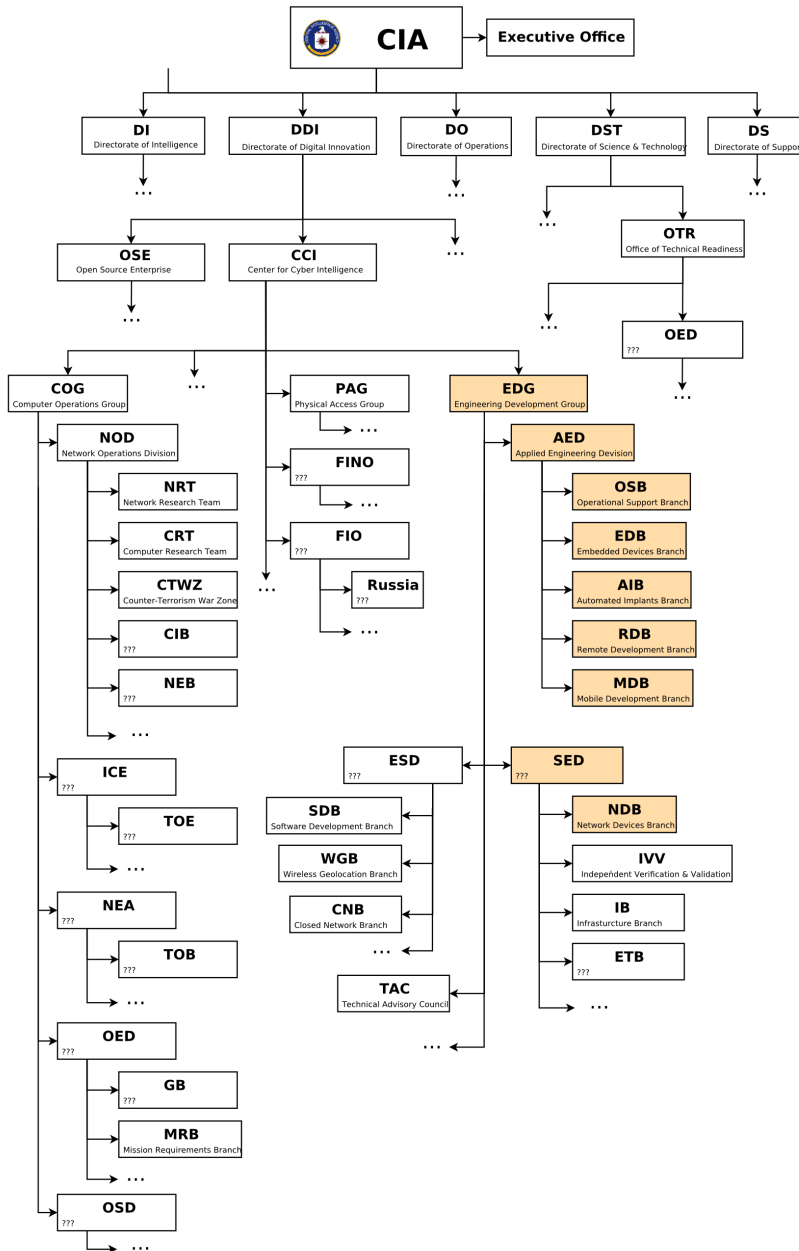 CIA
Executive Office
DI
Directorate of Intelligence
...
DDI
Directorate of Digital Innovation
DO
Directorate of Operations
...
DST
Directorate of Science & Technology
DS
Directorate of Support
...
OSE
Open Source Enterprise
...
CCI
Center for Cyber Intelligence
...
...
OTR
Office of Technical Readiness
...
OED
???
...
COG
Computer Operations Group
...
PAG
Physical Access Group
...
EDG
Engineering Development Group
NOD
Network Operations Division
NRT
Network Research Team
CRT
Computer Research Team
CTWZ
Counter-Terrorism War Zone
CIB
???
NEB
???
...
FINO
???
...
FIO
???
Russia
???
...
...
AED
Applied Engineering Devision
OSB
Operational Support Branch
EDB
Embedded Devices Branch
AIB
Automated Implants Branch
RDB
Remote Development Branch
MDB
Mobile Development Branch
ICE
???
TOE
???
...
ESD
???
SDB
Software Development Branch
WGB
Wireless Geolocation Branch
CNB
Closed Network Branch
...
SED
???
NDB
Network Devices Branch
IVV
Independent Verification & Validation
IB
Infrasturcture Branch
ETB
???
...
TAC
Technical Advisory Council
...
NEA
???
TOB
???
...
OED
???
GB
???
MRB
Mission Requirements Branch
...
OSD
???
...